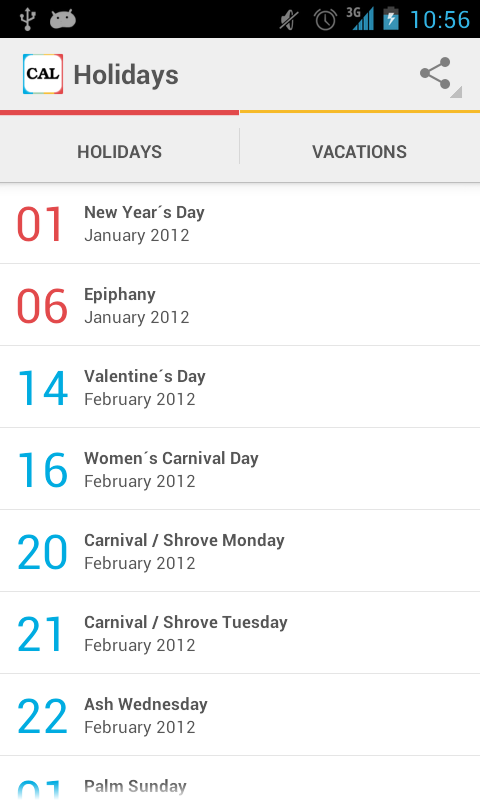 3G 10:56
CAL Holidays
HOLIDAYS VACATIONS
01 New Year´s Day
January 2012
06 Epiphany
January 2012
14 Valentine´s Day
February 2012
16 Women´s Carnival Day
February 2012
20 Carnival / Shrove Monday
February 2012
21 Carnival / Shrove Tuesday
February 2012
22 Ash Wednesday
February 2012
01 Palm Sunday